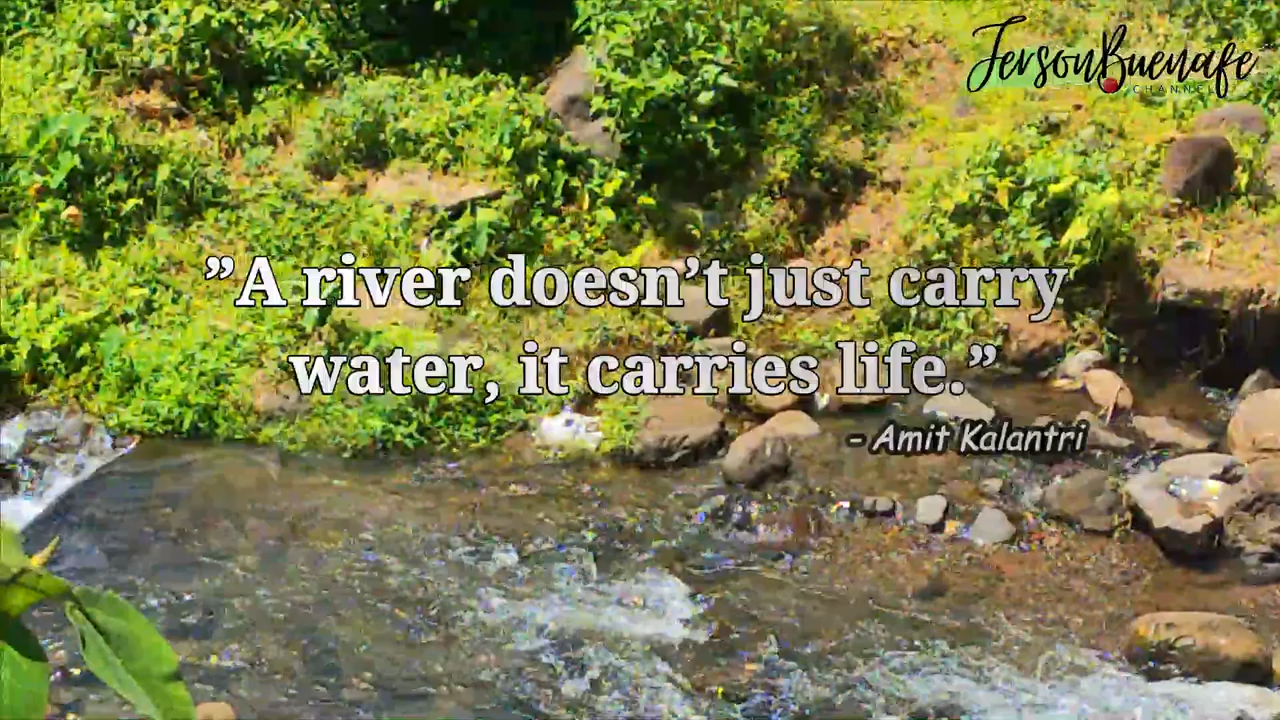 JersonBuenafe
CHANNEL
”A river doesn’t just carry
water, it carries life.”
- Amit Kalantri